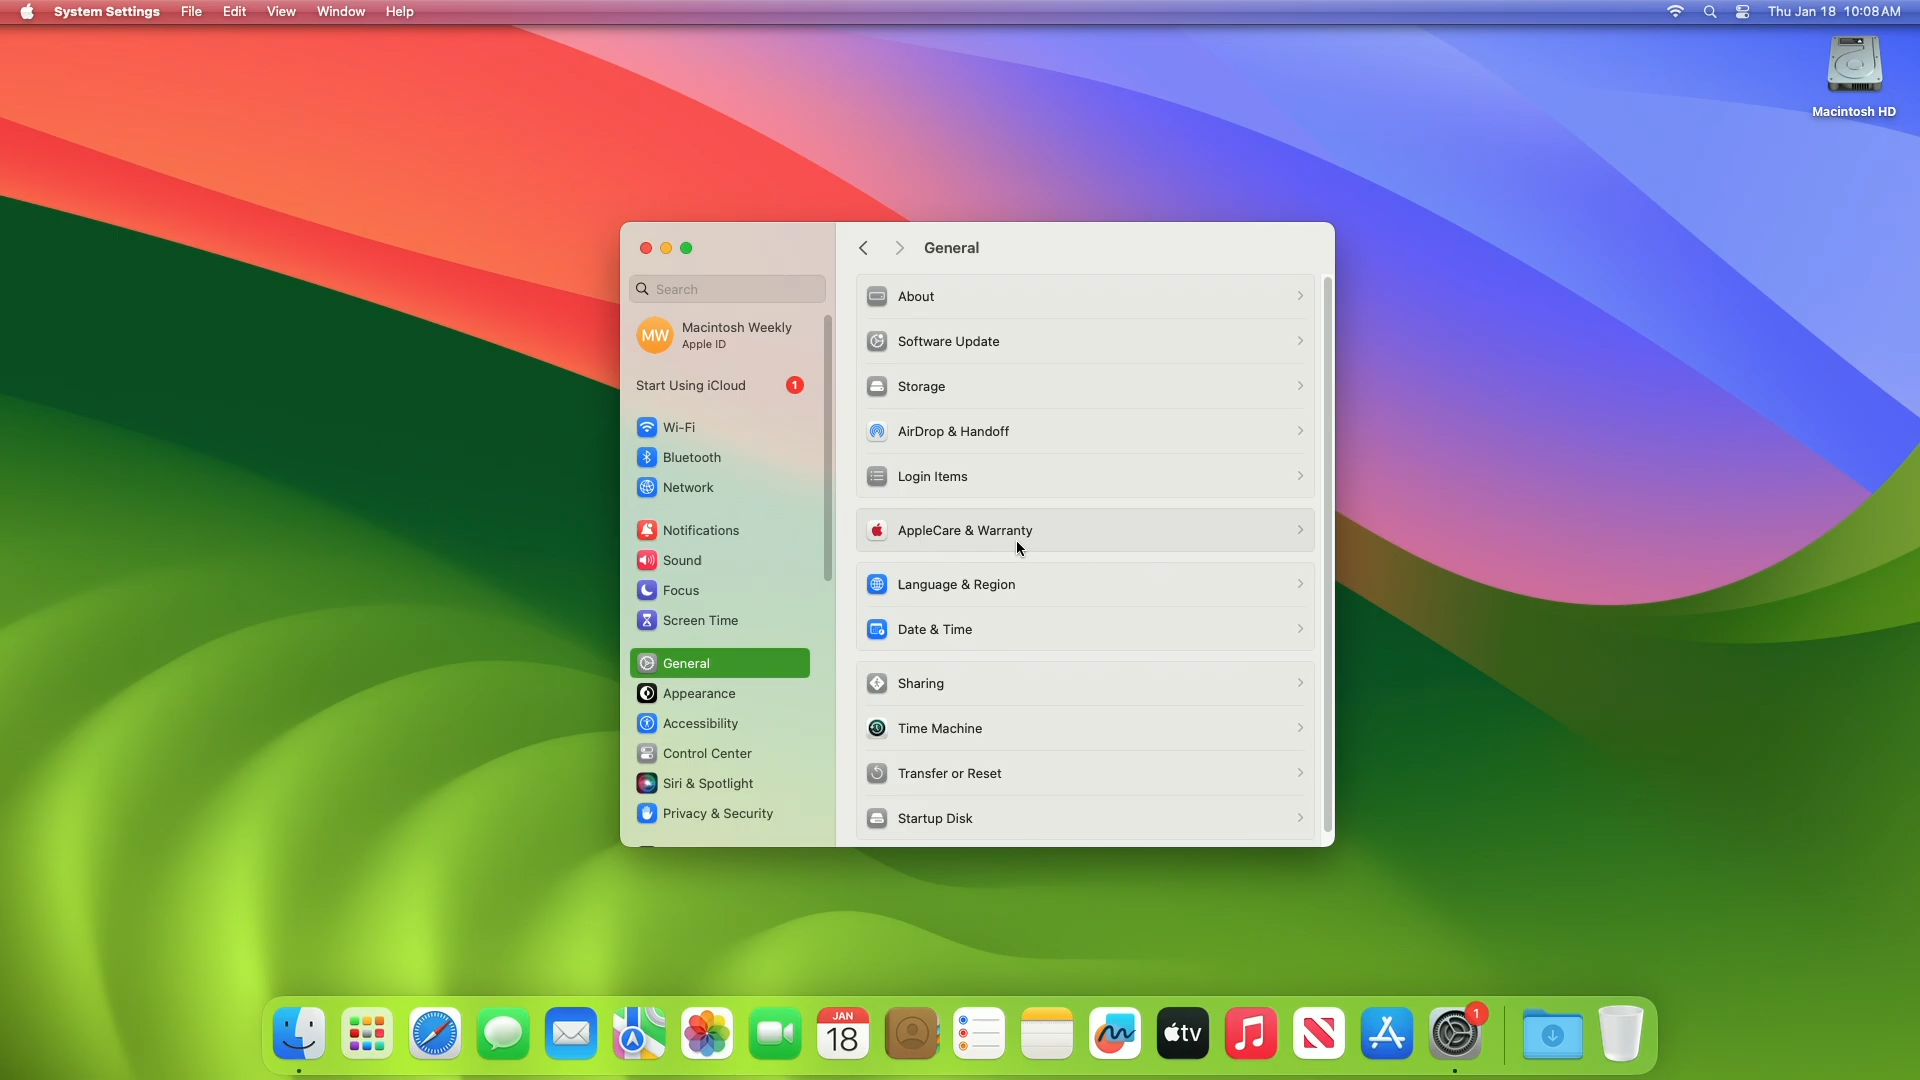 System Settings File Edit View Window Help Thu Jan 18 10:08 AM
Macintosh HD
Search
MW Macintosh Weekly
Apple ID
Start Using iCloud 1
Wi-Fi
Bluetooth
Network
Notifications
Sound
Focus
Screen Time
General
Appearance
Accessibility
Control Center
Siri & Spotlight
Privacy & Security
General
About
Software Update
Storage
AirDrop & Handoff
Login Items
AppleCare & Warranty
Language & Region
Date & Time
Sharing
Time Machine
Transfer or Reset
Startup Disk
JAN
18
tv
1